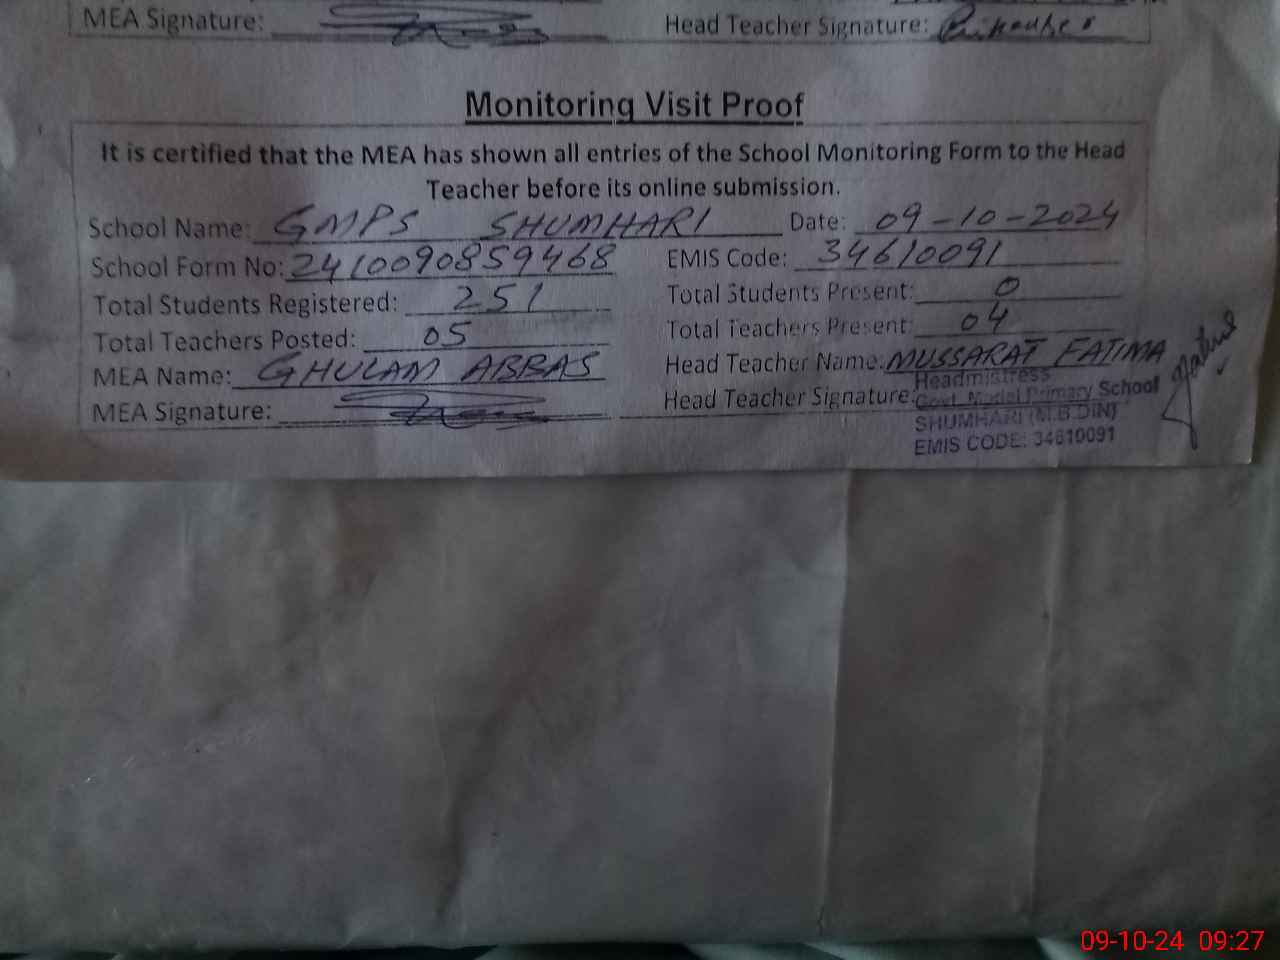 MEA Signature:
Head Teacher Signature:
Monitoring Visit Proof
It is certified that the MEA has shown all entries of the School Monitoring Form to the Head
Teacher before its online submission.
School Name: GMPS SHUMHARI Date: 09-10-2024
School Form No: 2410090859468 EMIS Code: 34610091
Total Students Registered: 251 Total Students Present: 0
Total Teachers Posted: 05 Total Teachers Present: 04
MEA Name: GHULAM ABBAS Head Teacher Name: MUSSARAT FATIMA
MEA Signature: Head Teacher Signature:
Headmistress
Govt. Model Primary School
SHUMHARI (M.B.DIN)
EMIS CODE: 34610091
09-10-24 09:27